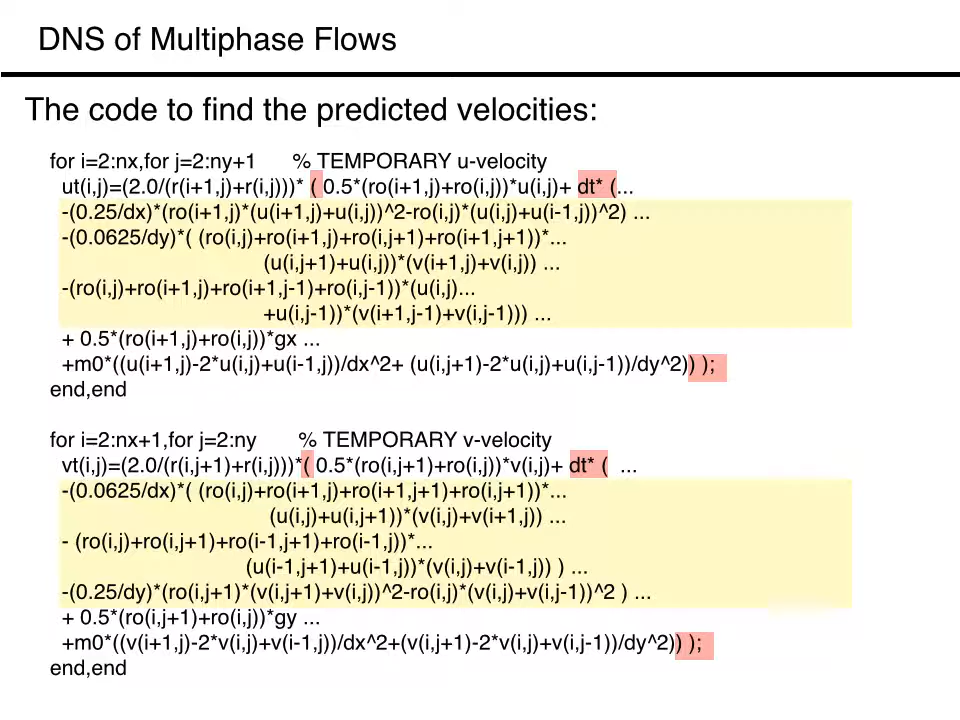 DNS of Multiphase Flows
The code to find the predicted velocities:
for i=2:nx,for j=2:ny+1 % TEMPORARY u-velocity
ut(i,j)=(2.0/(r(i+1,j)+r(i,j)))* ( 0.5*(ro(i+1,j)+ro(i,j))*u(i,j)+ dt* (...
-(0.25/dx)*(ro(i+1,j)*(u(i+1,j)+u(i,j))^2-ro(i,j)*(u(i,j)+u(i-1,j))^2) ...
-(0.0625/dy)*( (ro(i,j)+ro(i+1,j)+ro(i,j+1)+ro(i+1,j+1))*...
(u(i,j+1)+u(i,j))*(v(i+1,j)+v(i,j)) ...
-(ro(i,j)+ro(i+1,j)+ro(i+1,j-1)+ro(i,j-1))*(u(i,j)...
+u(i,j-1))*(v(i+1,j-1)+v(i,j-1))) ...
+ 0.5*(ro(i+1,j)+ro(i,j))*gx ...
+m0*((u(i+1,j)-2*u(i,j)+u(i-1,j))/dx^2+ (u(i,j+1)-2*u(i,j)+u(i,j-1))/dy^2)) );
end,end
for i=2:nx+1,for j=2:ny % TEMPORARY v-velocity
vt(i,j)=(2.0/(r(i,j+1)+r(i,j)))*( 0.5*(ro(i,j+1)+ro(i,j))*v(i,j)+ dt* ( ...
-(0.0625/dx)*( (ro(i,j)+ro(i+1,j)+ro(i+1,j+1)+ro(i,j+1))*...
(u(i,j)+u(i,j+1))*(v(i,j)+v(i+1,j)) ...
- (ro(i,j)+ro(i,j+1)+ro(i-1,j+1)+ro(i-1,j))*...
(u(i-1,j+1)+u(i-1,j))*(v(i,j)+v(i-1,j)) ) ...
-(0.25/dy)*(ro(i,j+1)*(v(i,j+1)+v(i,j))^2-ro(i,j)*(v(i,j)+v(i,j-1))^2 ) ...
+ 0.5*(ro(i,j+1)+ro(i,j))*gy ...
+m0*((v(i+1,j)-2*v(i,j)+v(i-1,j))/dx^2+(v(i,j+1)-2*v(i,j)+v(i,j-1))/dy^2)) );
end,end